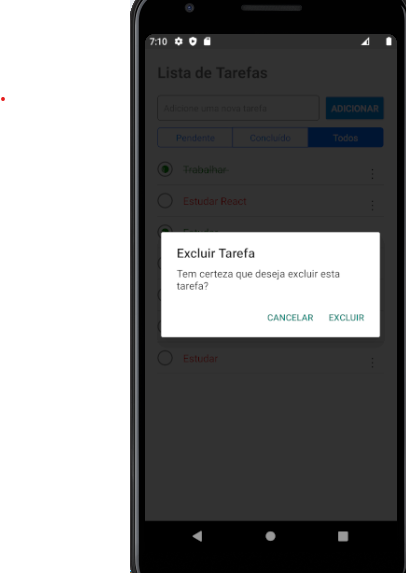 7:10
Lista de Tarefas
Adicione uma nova tarefa
ADICIONAR
Pendente
Concluído
Todos
Trabalhar
Estudar React
Estudar
Excluir Tarefa
Tem certeza que deseja excluir esta
tarefa?
CANCELAR
EXCLUIR
Estudar